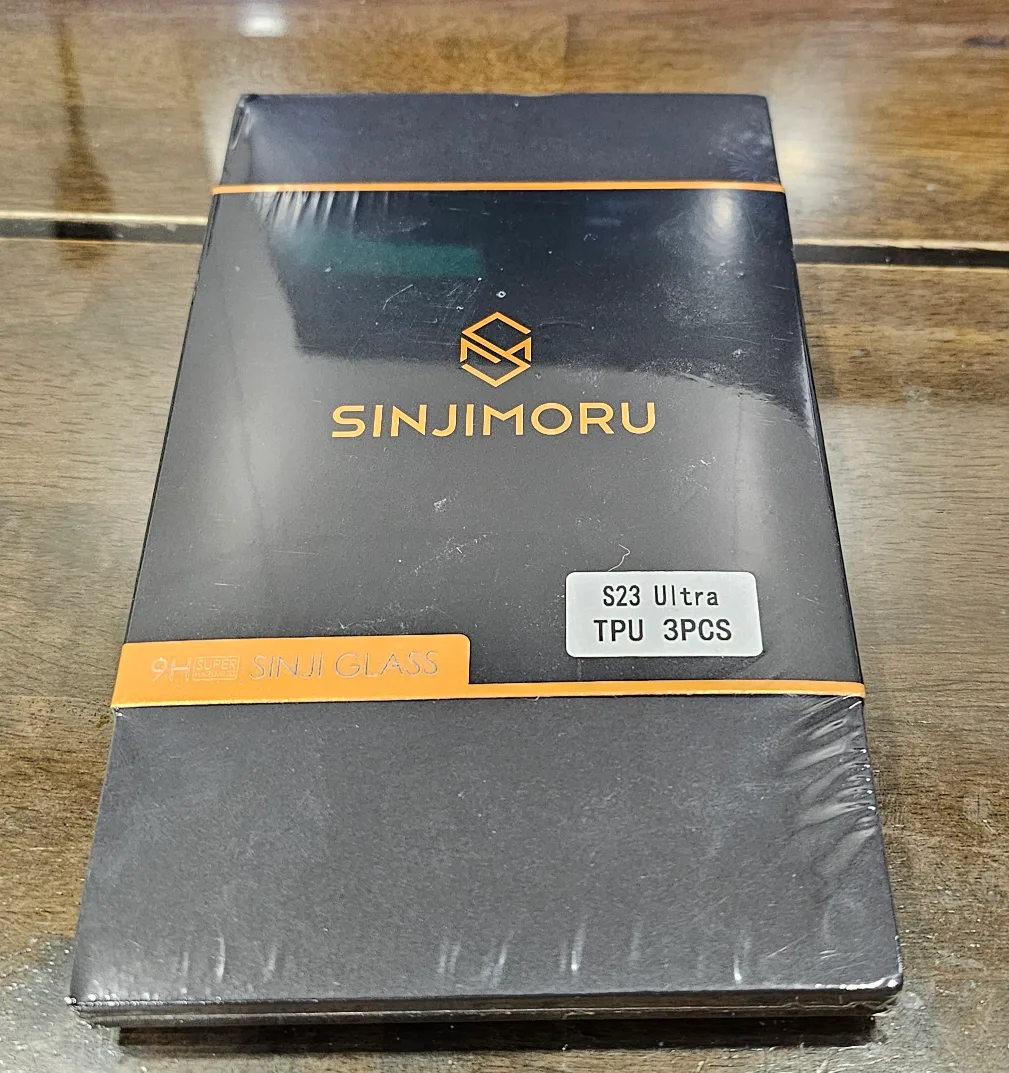 SINJIMORU
S23 Ultra
TPU 3PCS
9H SUPER SINJI GLASS